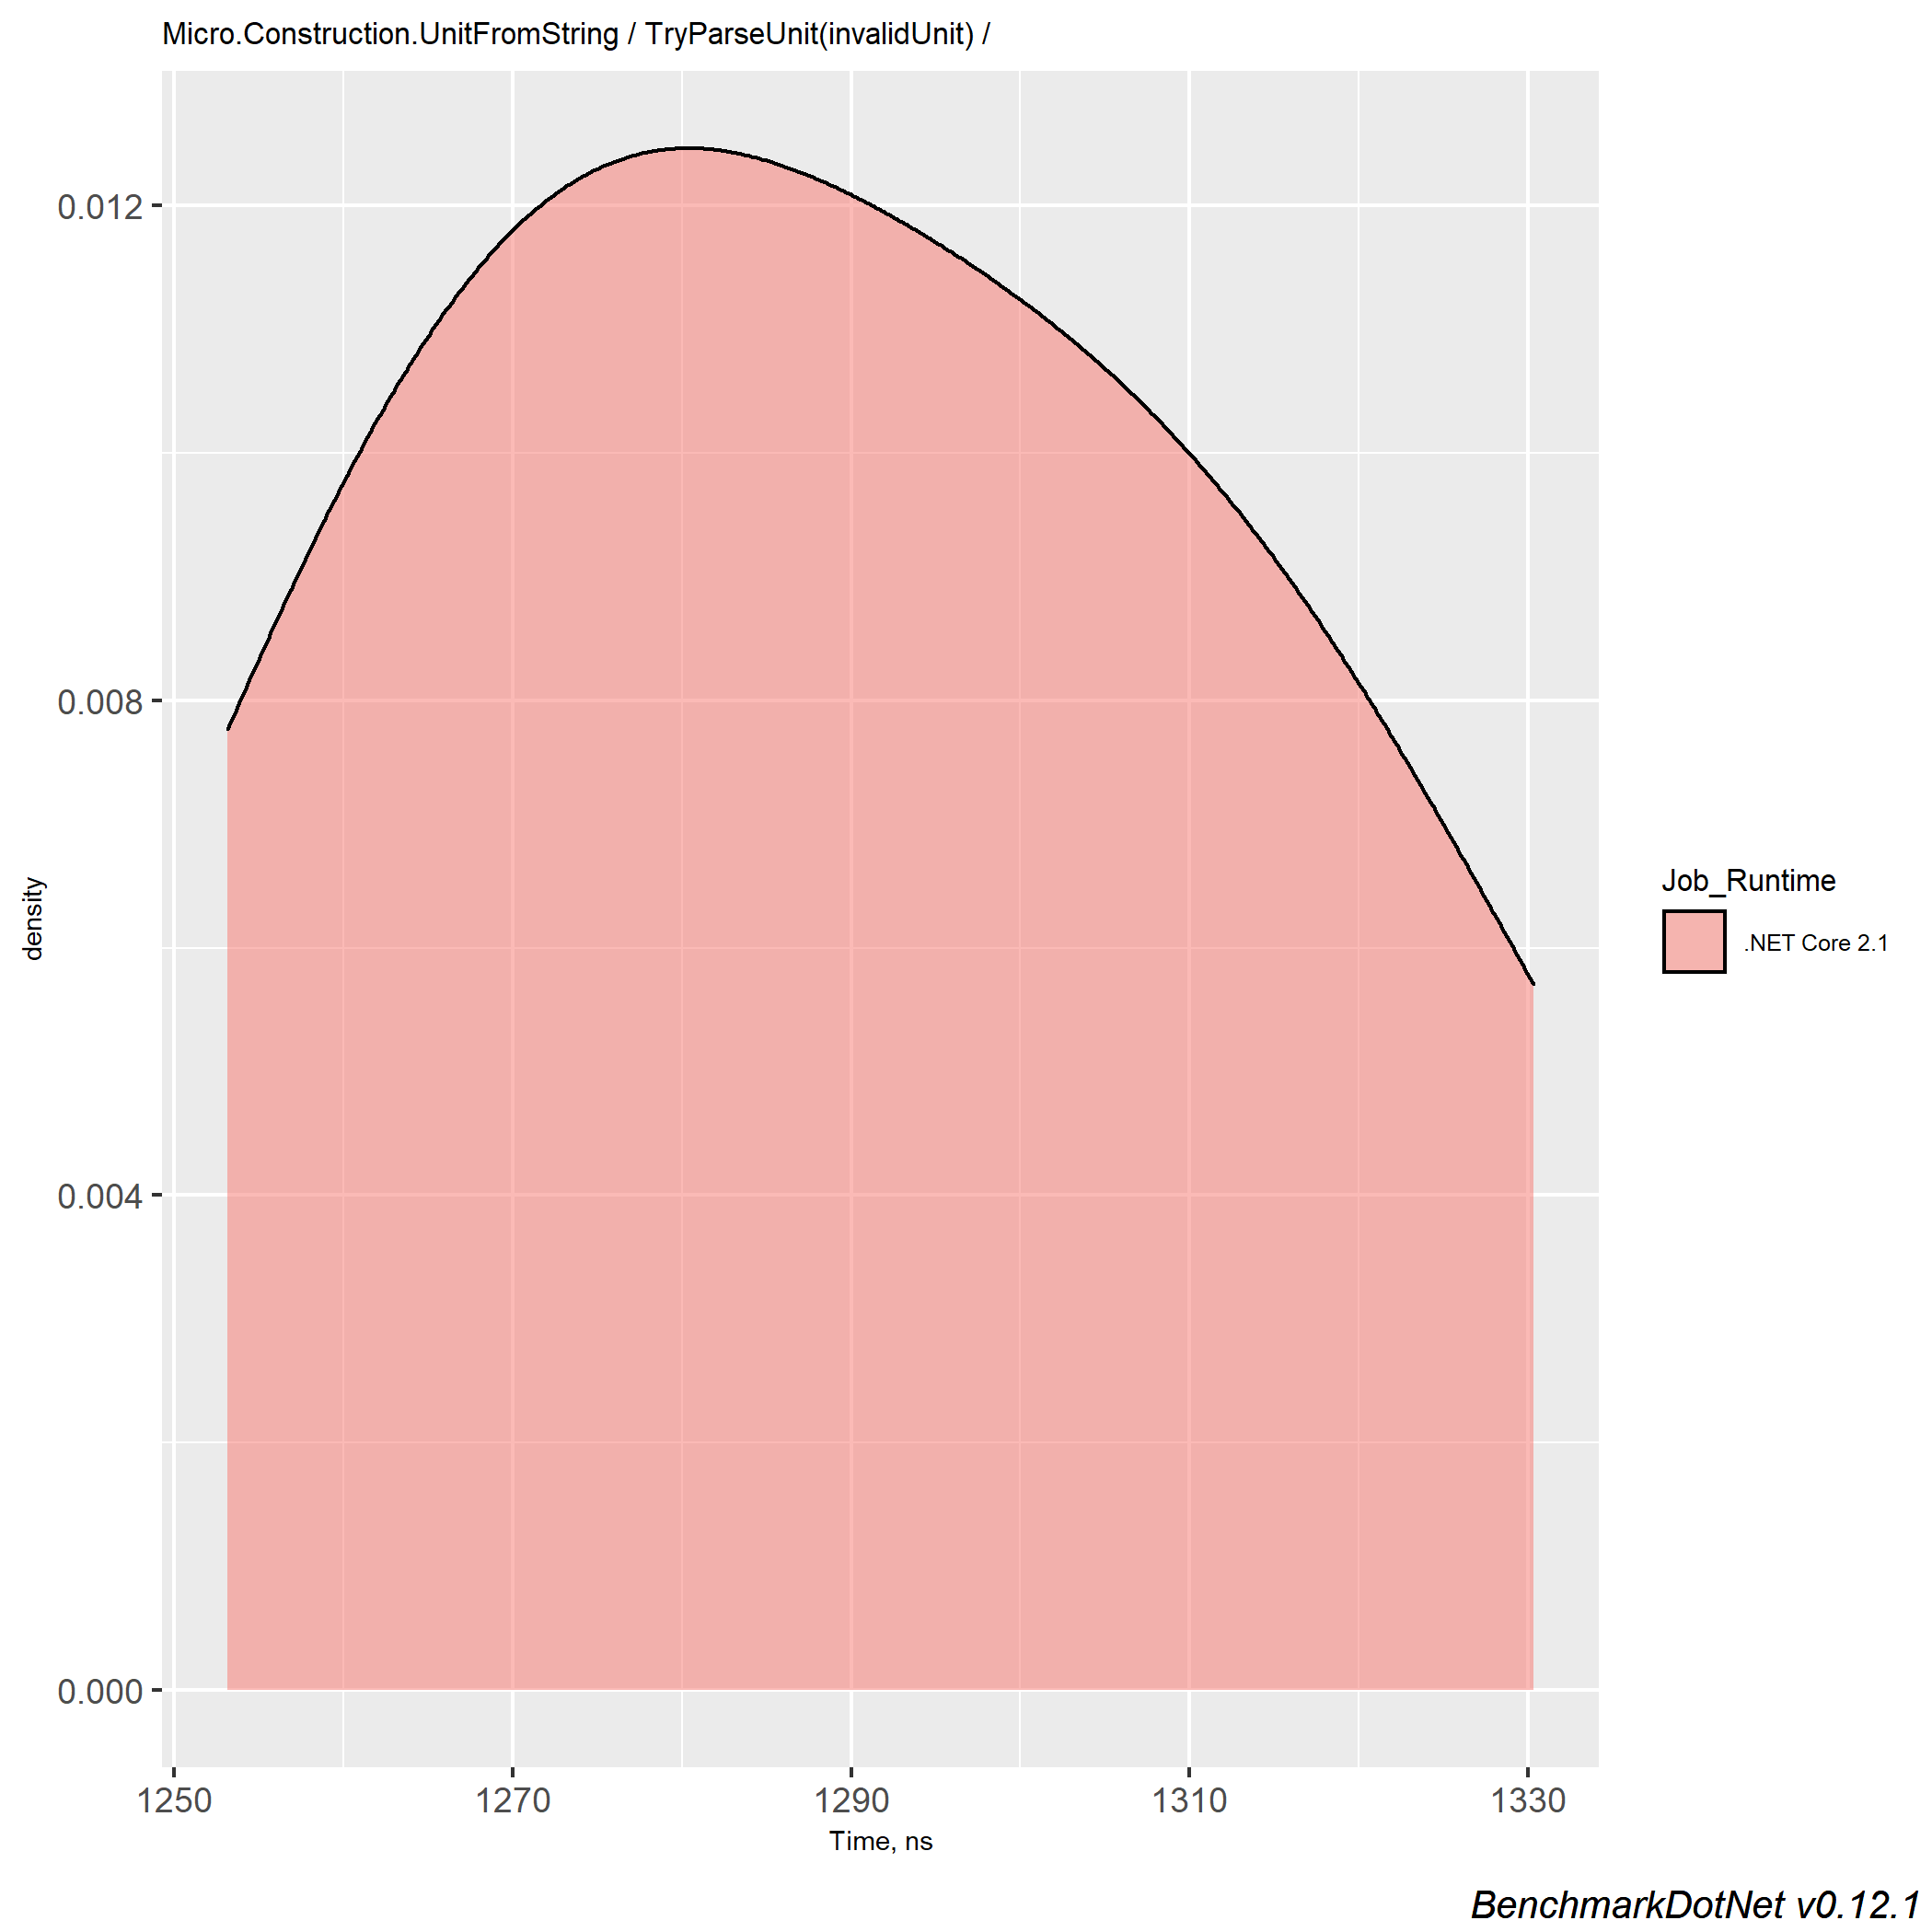 Micro.Construction.UnitFromString / TryParseUnit(invalidUnit) /
0.012
0.008
0.004
0.000
density
1250 1270 1290 1310 1330
Time, ns
Job_Runtime
.NET Core 2.1
BenchmarkDotNet v0.12.1